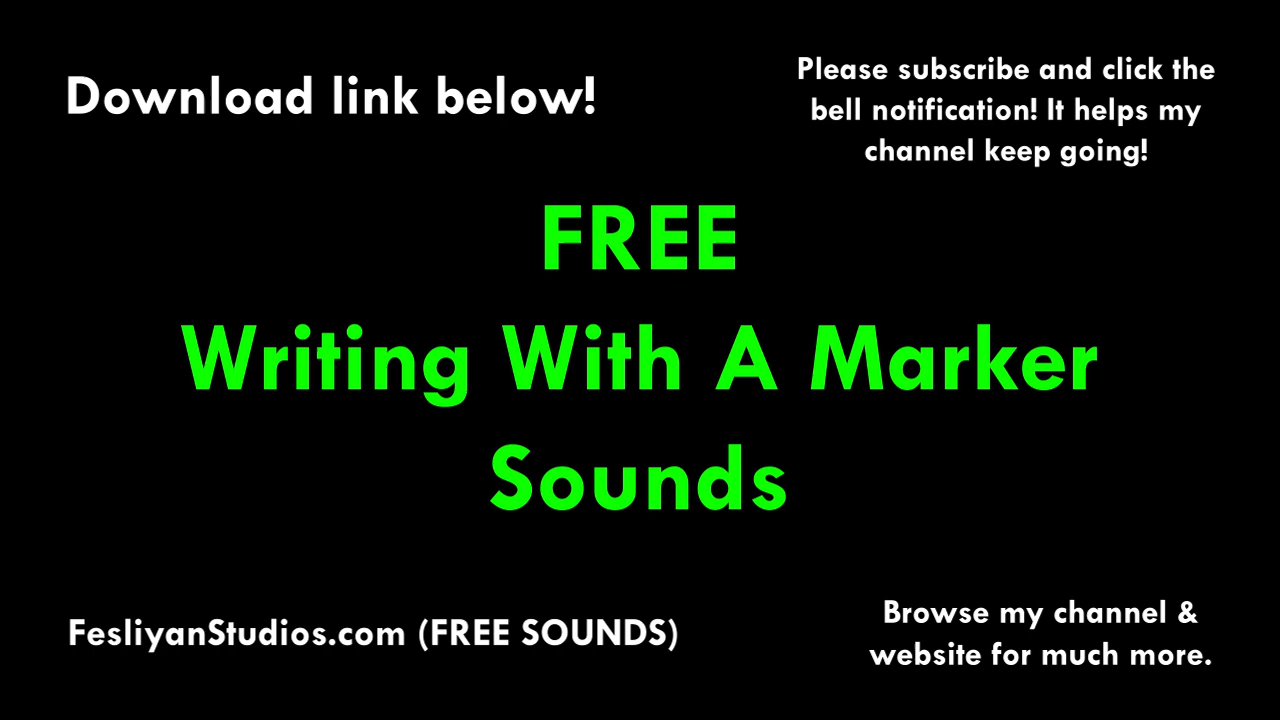 Download link below!
Please subscribe and click the
bell notification! It helps my
channel keep going!
FREE
Writing With A Marker
Sounds
FesliyanStudios.com (FREE SOUNDS)
Browse my channel &
website for much more.